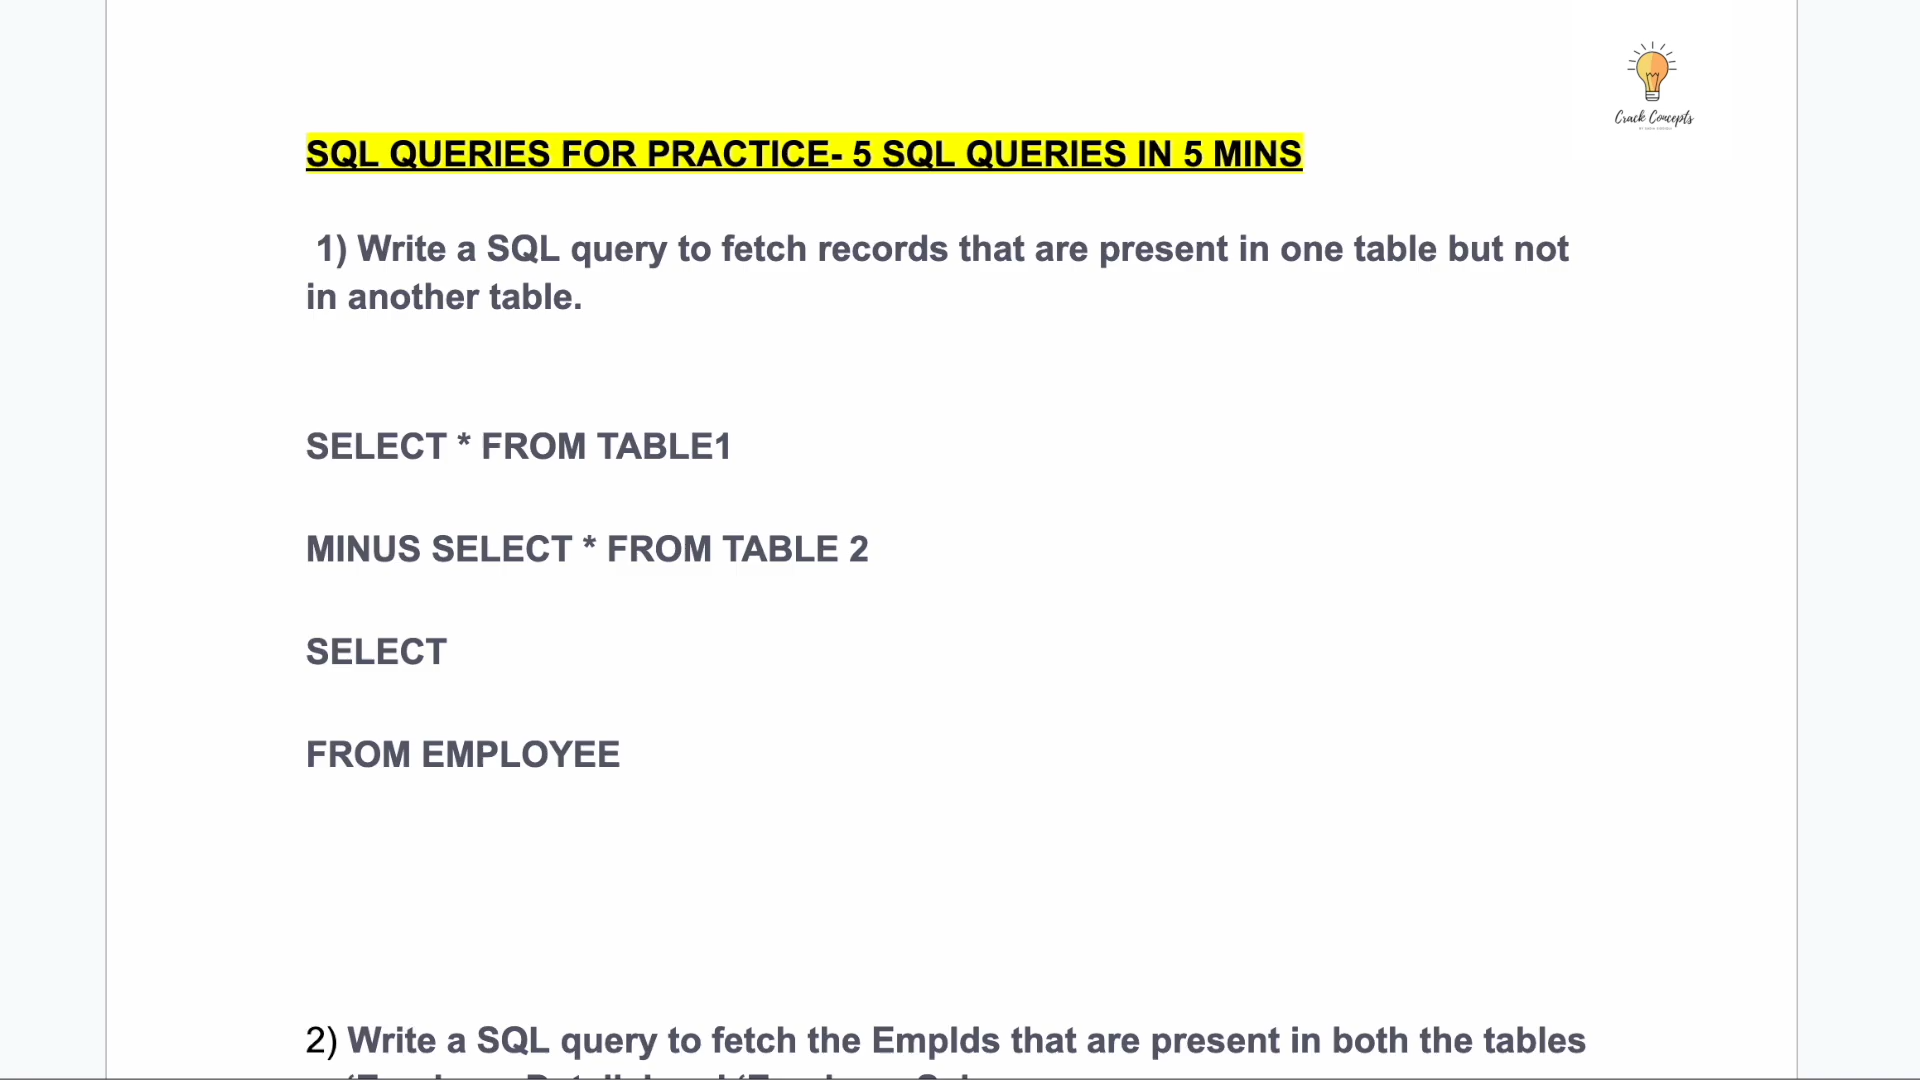 Crack Concepts
SQL QUERIES FOR PRACTICE- 5 SQL QUERIES IN 5 MINS
1) Write a SQL query to fetch records that are present in one table but not
in another table.
SELECT * FROM TABLE1
MINUS SELECT * FROM TABLE 2
SELECT
FROM EMPLOYEE
2) Write a SQL query to fetch the EmpIds that are present in both the tables